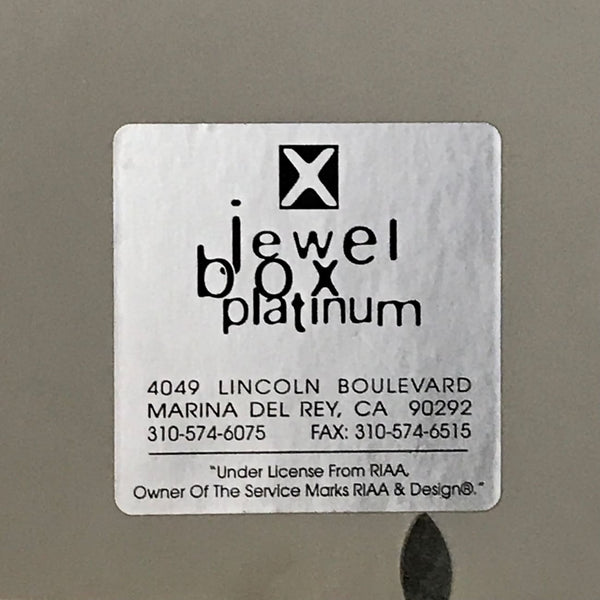 X
jewel
box
platinum
4049 LINCOLN BOULEVARD
MARINA DEL REY, CA 90292
310-574-6075 FAX: 310-574-6515
"Under License From RIAA,
Owner Of The Service Marks RIAA & Design®."